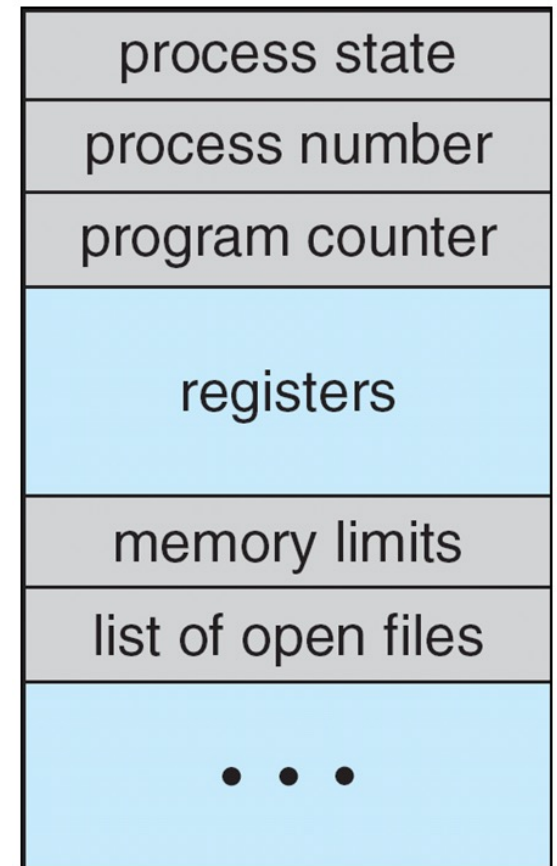 process state
process number
program counter
registers
memory limits
list of open files
• • •